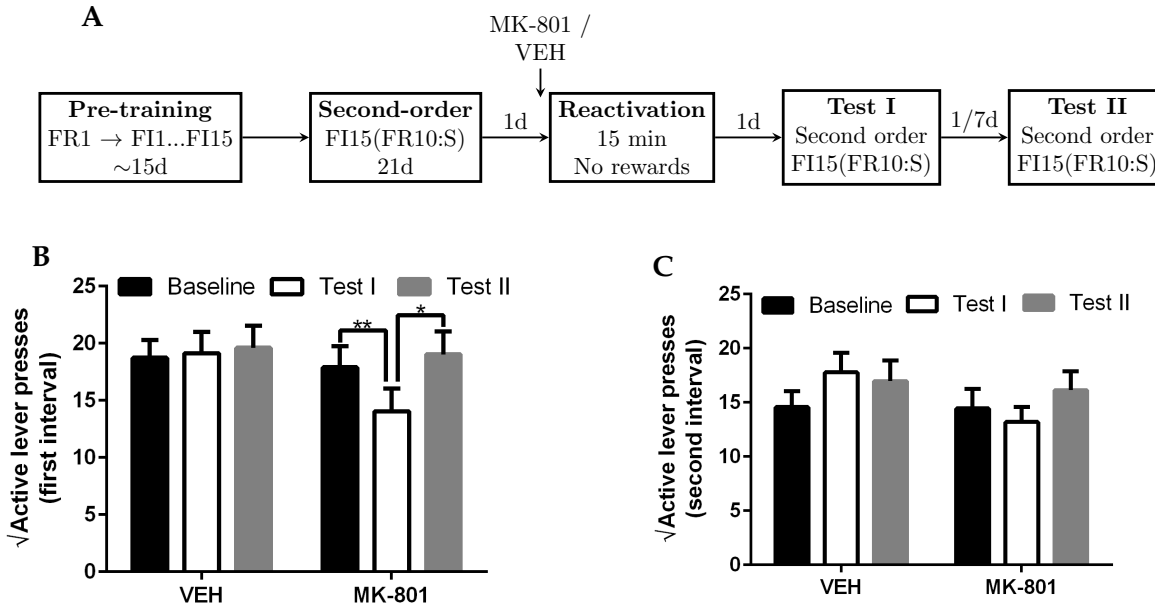 A
MK-801 /
VEH
Pre-training
FR1 → FI1...FI15
∼15d
Second-order
FI15(FR10:S)
21d
1d
Reactivation
15 min
No rewards
1d
Test I
Second order
FI15(FR10:S)
1/7d
Test II
Second order
FI15(FR10:S)
B
Baseline
Test I
Test II
√Active lever presses
(first interval)
25
20
15
10
5
0
**
*
VEH
MK-801
C
Baseline
Test I
Test II
√Active lever presses
(second interval)
25
20
15
10
5
0
VEH
MK-801